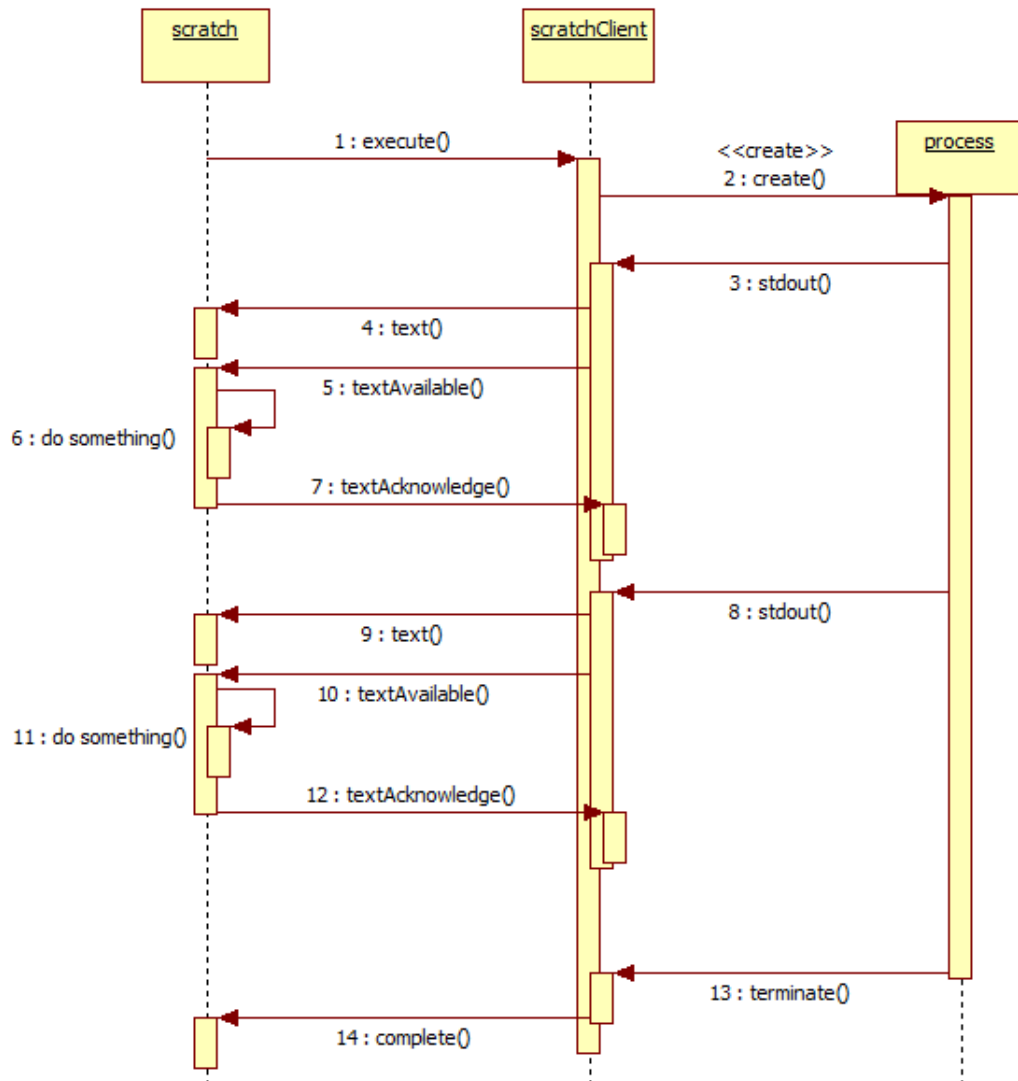 scratch
scratchClient
process
1 : execute()
<<create>>
2 : create()
3 : stdout()
4 : text()
5 : textAvailable()
6 : do something()
7 : textAcknowledge()
8 : stdout()
9 : text()
10 : textAvailable()
11 : do something()
12 : textAcknowledge()
13 : terminate()
14 : complete()